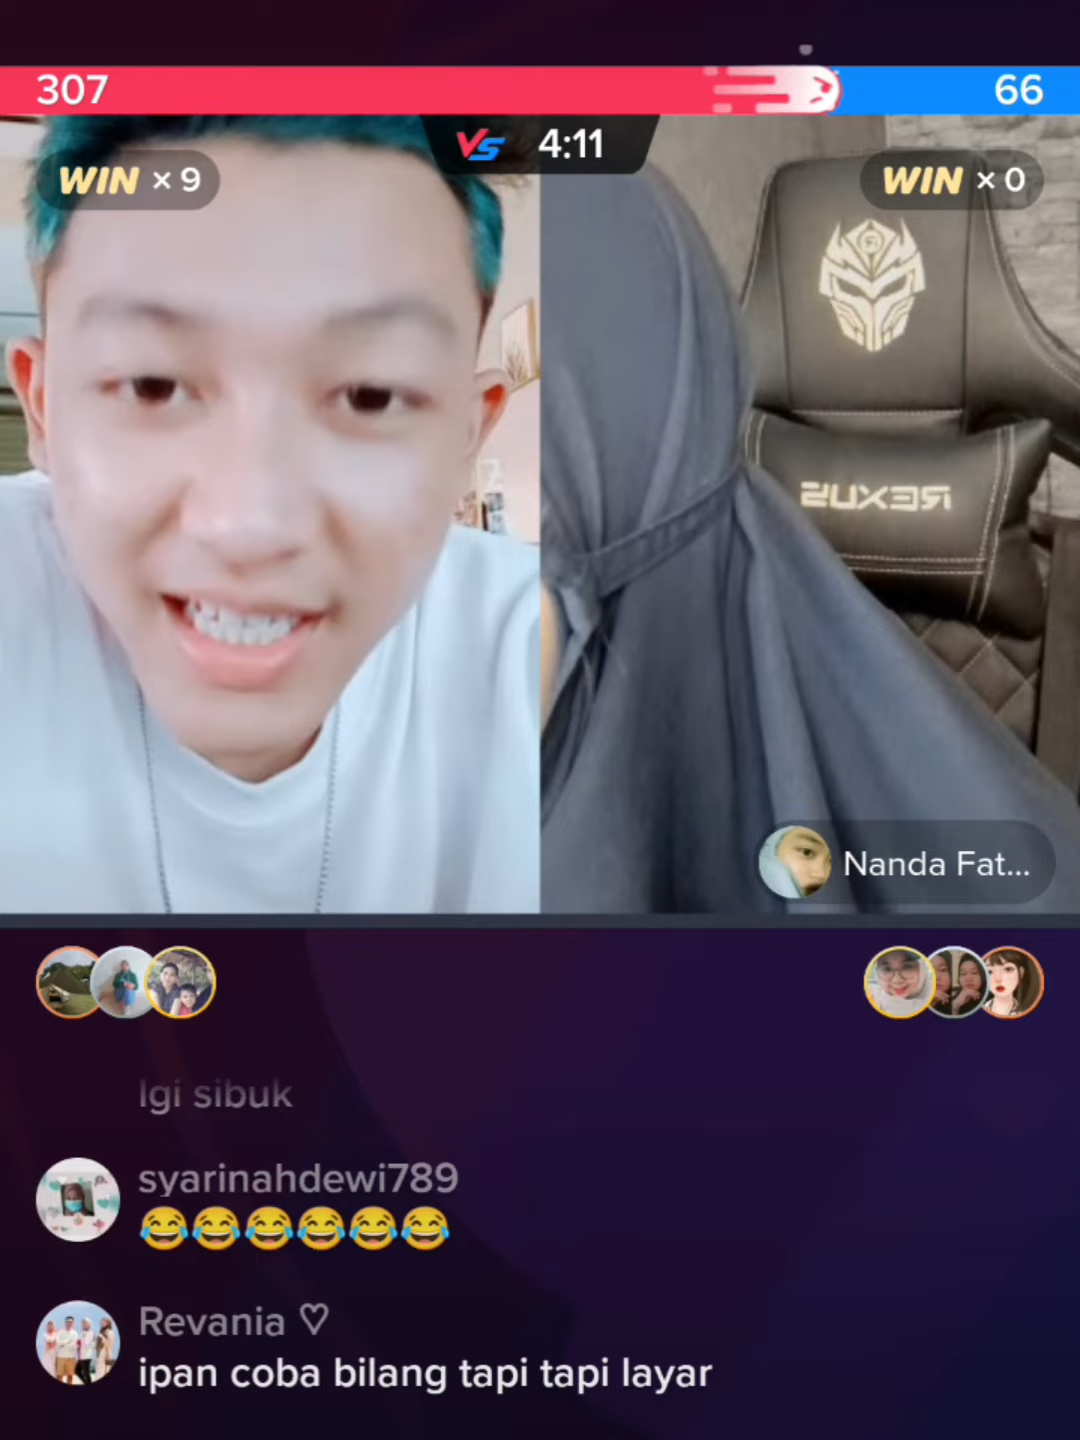 307
66
VS 4:11
WIN × 9
WIN × 0
REXUS
Nanda Fat...
lgi sibuk
syarinahdewi789
😂😂😂😂😂😂
Revania ♡
ipan coba bilang tapi tapi layar